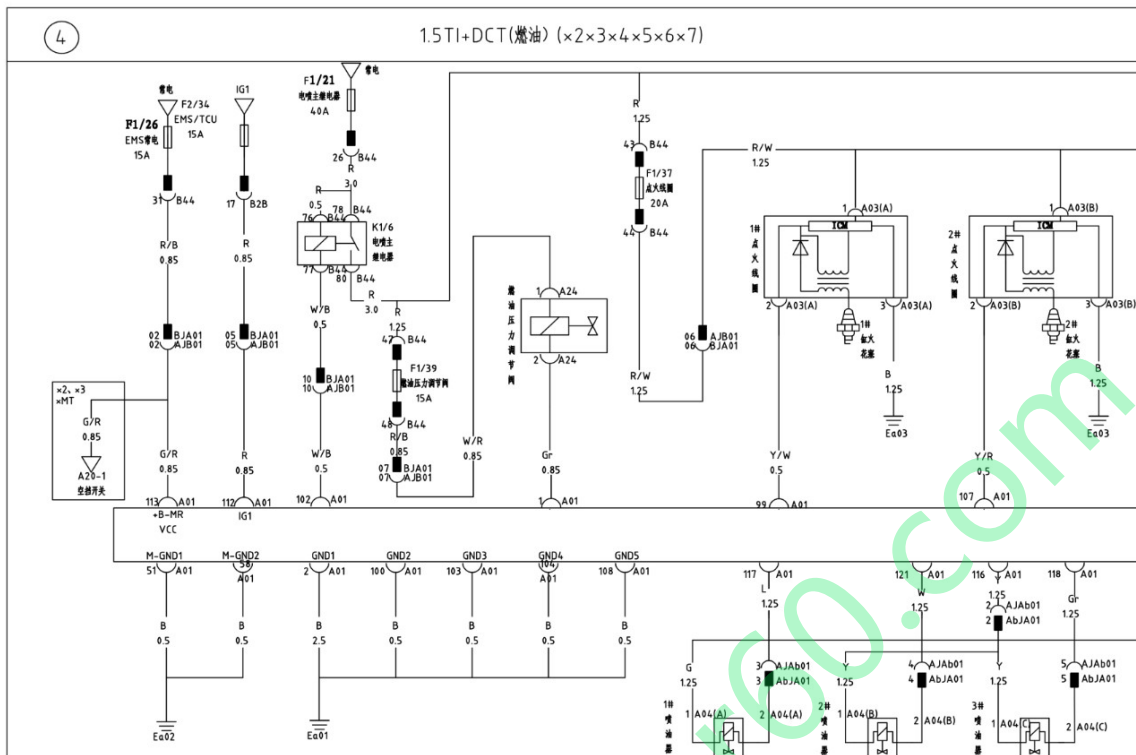 4
1.5TI+DCT(燃油) (×2×3×4×5×6×7)
常电
F2/34
EMS/TCU
15A
F1/26
EMS常电
15A
IG1
F1/21
电喷主继电器
40A
常电
31 B44
17 B2B
26 B44
R
3.0
R
0.5
76 B44
78 B44
K1/6
电喷主
继电器
77 B44
80 B44
R
3.0
R/B
0.85
R
0.85
W/B
0.5
R
1.25
47 B44
F1/39
燃油压力调节阀
15A
48 B44
R/B
0.85
07 BJA01
07 AJB01
02 BJA01
02 AJB01
05 BJA01
05 AJB01
10 BJA01
10 AJB01
W/R
0.85
燃油压力调节阀
1 A24
2 A24
Gr
0.85
R
1.25
43 B44
F1/37
点火线圈
20A
44 B44
R/W
1.25
06 AJB01
06 BJA01
R/W
1.25
1 A03(A)
ICM
1#点火线圈
2 A03(A)
3 A03(A)
1#
缸火
花塞
B
1.25
Ea03
Y/W
0.5
1 A03(B)
ICM
2#点火线圈
2 A03(B)
3 A03(B)
2#
缸火
花塞
B
1.25
Ea03
Y/R
0.5
×2、×3
×MT
G/R
0.85
A20-1
空挡开关
G/R
0.85
R
0.85
W/B
0.5
113 A01
+B-MR
VCC
112 A01
IG1
102 A01
1 A01
99 A01
107 A01
M-GND1
51 A01
M-GND2
58
A01
GND1
2 A01
GND2
100 A01
GND3
103 A01
GND4
104
A01
GND5
108 A01
117 A01
121 A01
116 A01
118 A01
B
0.5
B
0.5
B
2.5
B
0.5
B
0.5
B
0.5
B
0.5
Ea02
Ea01
L
1.25
W
1.25
Y
1.25
2 AJAb01
2 AbJA01
Gr
1.25
G
1.25
3 AJAb01
3 AbJA01
Y
1.25
4 AJAb01
4 AbJA01
Y
1.25
5 AJAb01
5 AbJA01
1#喷油器
1 A04(A)
2 A04(A)
2#喷油器
1 A04(B)
2 A04(B)
3#喷油器
1 A04(C)
2 A04(C)
r60.com